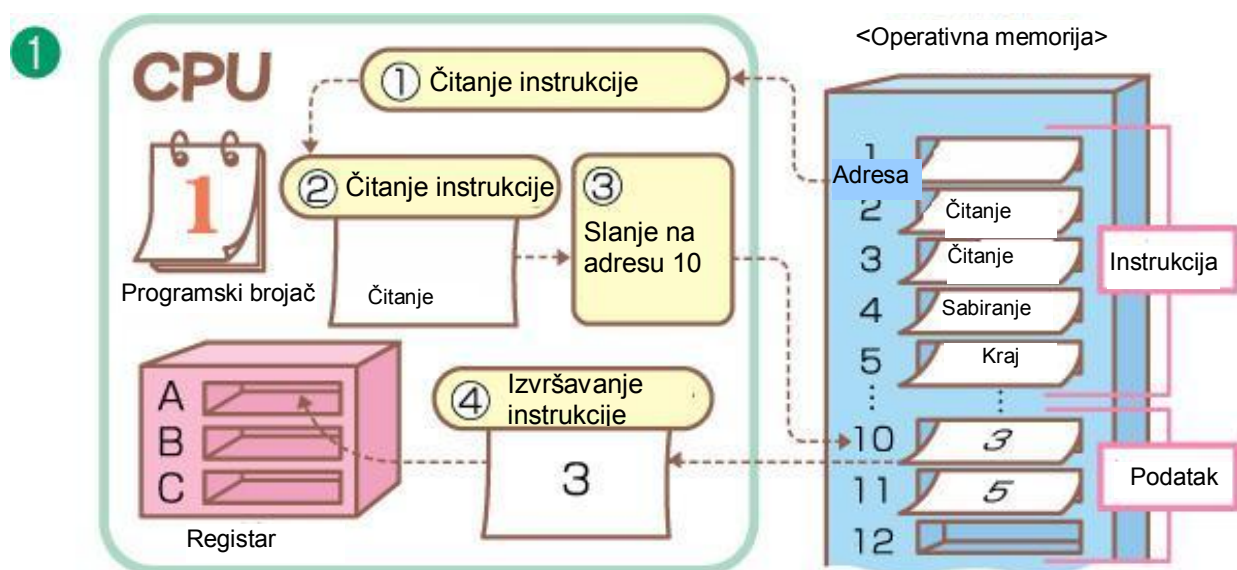 1
CPU
① Čitanje instrukcije
<Operativna memorija>
1
Programski brojač
② Čitanje instrukcije
Čitanje
③
Slanje na
adresu 10
④ Izvršavanje
instrukcije
3
A
B
C
Registar
1
Adresa
2 Čitanje
3 Čitanje
4 Sabiranje
5 Kraj
⋮ ⋮
10 3
11 5
12
Instrukcija
Podatak